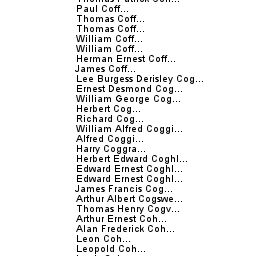 Thomas Patrick Coff...
Paul Coff...
Thomas Coff...
Thomas Coff...
William Coff...
William Coff...
Herman Ernest Coff...
James Coff...
Lee Burgess Derisley Cog...
Ernest Desmond Cog...
William George Cog...
Herbert Cog...
Richard Cog...
William Alfred Coggi...
Alfred Coggi...
Harry Coggra...
Herbert Edward Coghl...
Edward Ernest Coghl...
Edward Ernest Coghl...
James Francis Cog...
Arthur Albert Cogswe...
Thomas Henry Cogv...
Arthur Ernest Coh...
Alan Frederick Coh...
Leon Coh...
Leopold Coh...